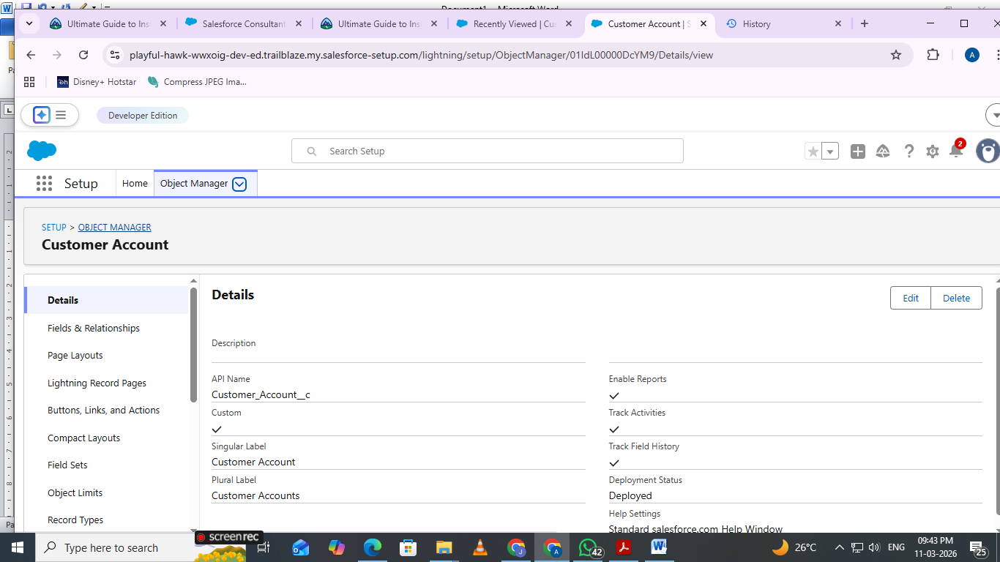 Document1 - Microsoft Word
Ultimate Guide to Ins
Salesforce Consultant
Ultimate Guide to Ins
Recently Viewed | Cus
Customer Account | S
History
playful-hawk-wwxoig-dev-ed.trailblaze.my.salesforce-setup.com/lightning/setup/ObjectManager/01IdL00000DcYM9/Details/view
A
Disney+ Hotstar
Compress JPEG Ima...
Developer Edition
Search Setup
2
Setup
Home
Object Manager
SETUP > OBJECT MANAGER
Customer Account
Details
Fields & Relationships
Page Layouts
Lightning Record Pages
Buttons, Links, and Actions
Compact Layouts
Field Sets
Object Limits
Record Types
Details
Edit
Delete
Description
API Name
Customer_Account__c
Custom
Singular Label
Customer Account
Plural Label
Customer Accounts
Enable Reports
Track Activities
Track Field History
Deployment Status
Deployed
Help Settings
Standard salesforce.com Help Window
screenrec
Type here to search
42
26°C
ENG
09:43 PM
11-03-2026
25